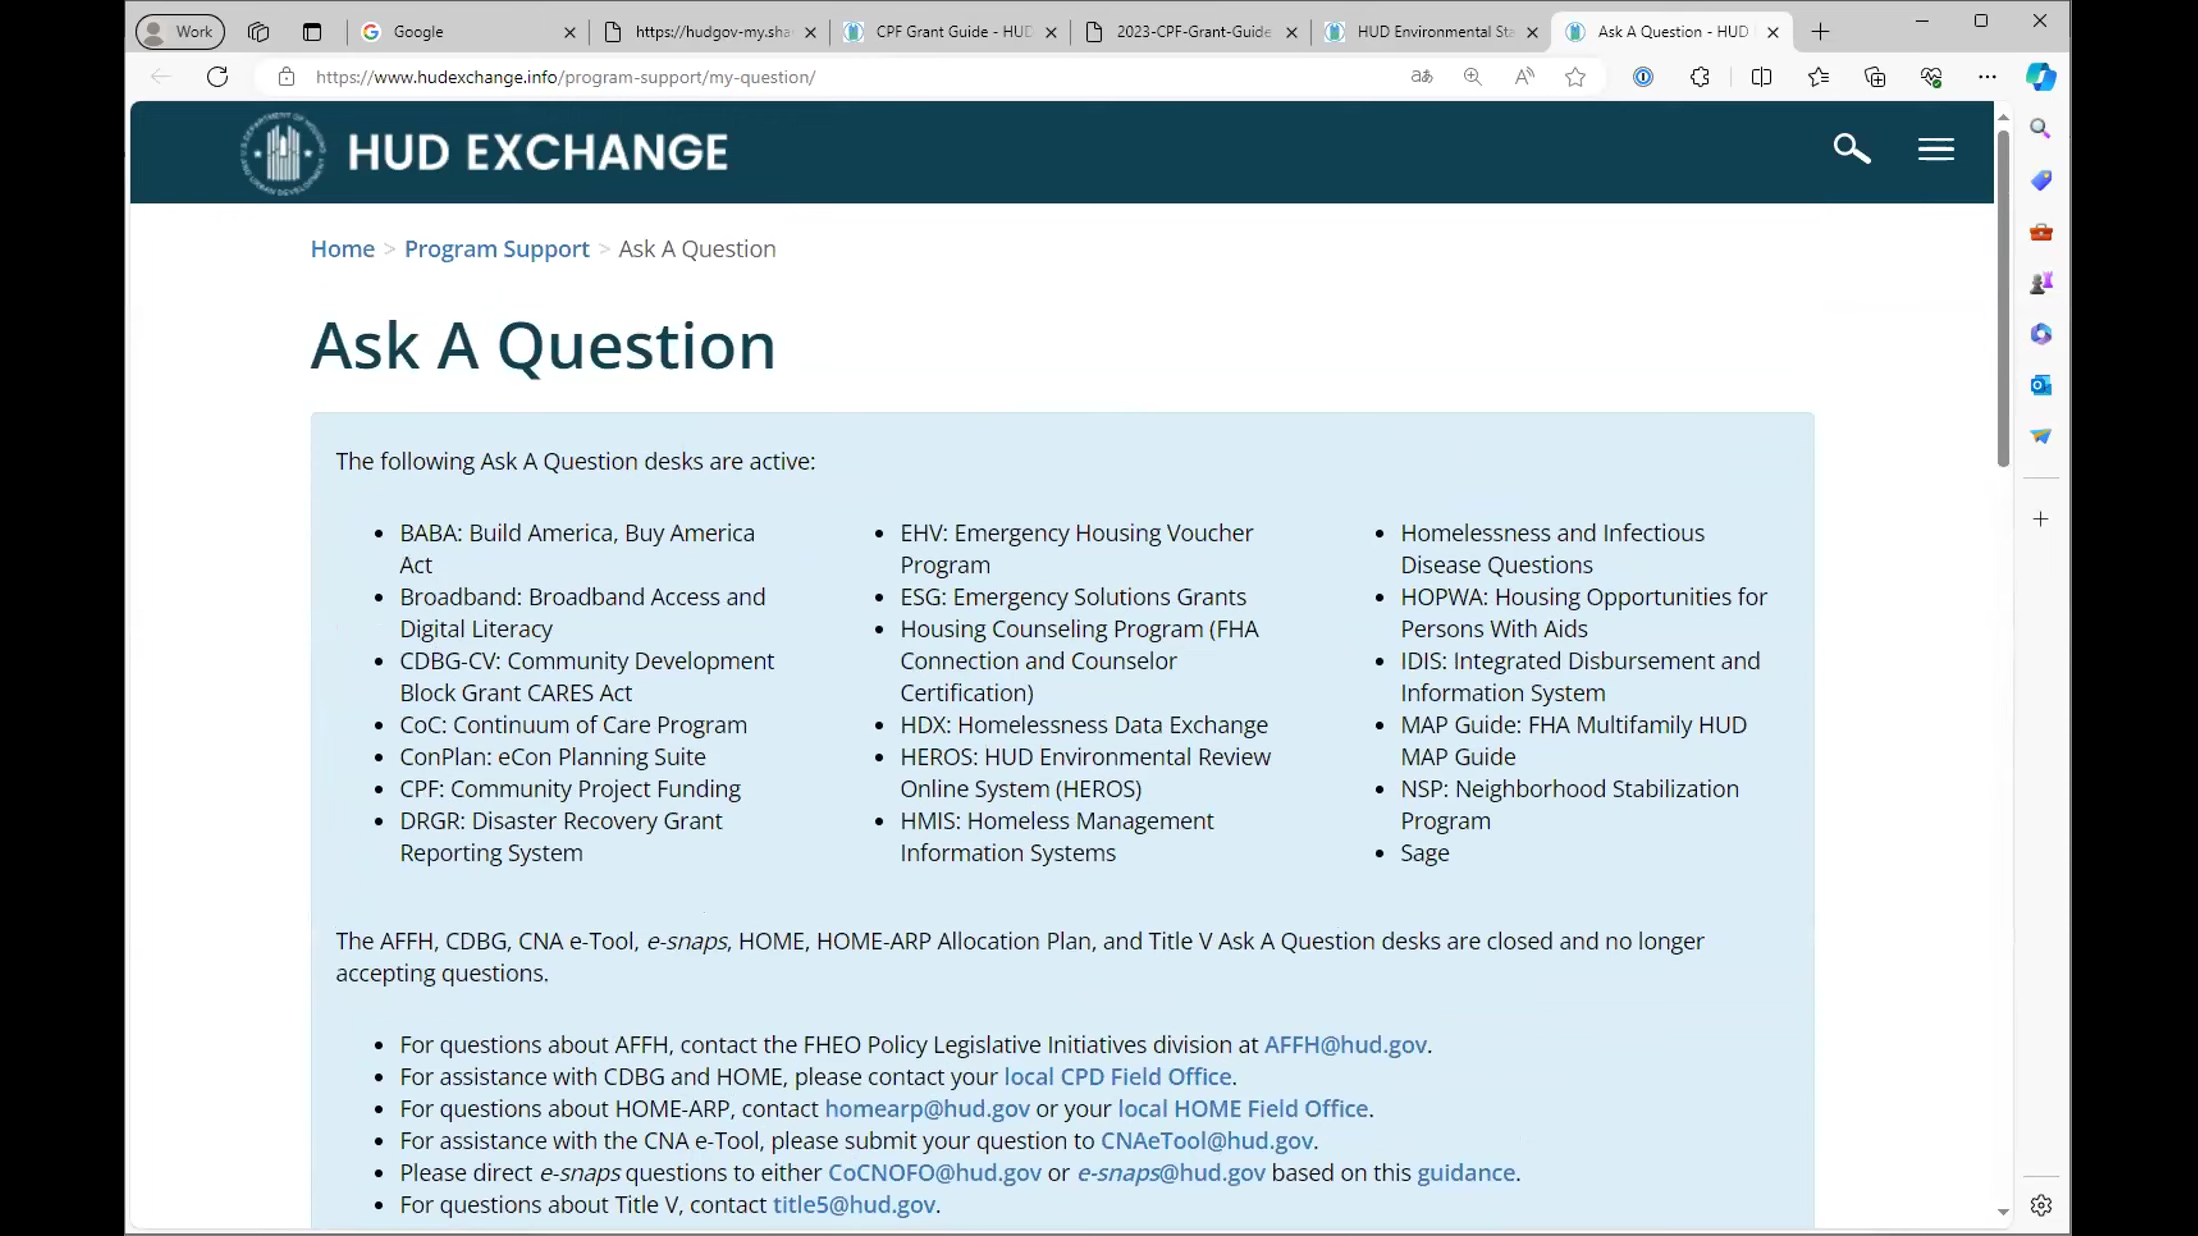 Work
Google
https://hudgov-my.sha
CPF Grant Guide - HUD
2023-CPF-Grant-Guide
HUD Environmental Sta
Ask A Question - HUD
https://www.hudexchange.info/program-support/my-question/
HUD EXCHANGE
Home > Program Support > Ask A Question
Ask A Question
The following Ask A Question desks are active:
• BABA: Build America, Buy America
Act
• Broadband: Broadband Access and
Digital Literacy
• CDBG-CV: Community Development
Block Grant CARES Act
• CoC: Continuum of Care Program
• ConPlan: eCon Planning Suite
• CPF: Community Project Funding
• DRGR: Disaster Recovery Grant
Reporting System
• EHV: Emergency Housing Voucher
Program
• ESG: Emergency Solutions Grants
• Housing Counseling Program (FHA
Connection and Counselor
Certification)
• HDX: Homelessness Data Exchange
• HEROS: HUD Environmental Review
Online System (HEROS)
• HMIS: Homeless Management
Information Systems
• Homelessness and Infectious
Disease Questions
• HOPWA: Housing Opportunities for
Persons With Aids
• IDIS: Integrated Disbursement and
Information System
• MAP Guide: FHA Multifamily HUD
MAP Guide
• NSP: Neighborhood Stabilization
Program
• Sage
The AFFH, CDBG, CNA e-Tool, e-snaps, HOME, HOME-ARP Allocation Plan, and Title V Ask A Question desks are closed and no longer
accepting questions.
• For questions about AFFH, contact the FHEO Policy Legislative Initiatives division at AFFH@hud.gov.
• For assistance with CDBG and HOME, please contact your local CPD Field Office.
• For questions about HOME-ARP, contact homearp@hud.gov or your local HOME Field Office.
• For assistance with the CNA e-Tool, please submit your question to CNAeTool@hud.gov.
• Please direct e-snaps questions to either CoCNOFO@hud.gov or e-snaps@hud.gov based on this guidance.
• For questions about Title V, contact title5@hud.gov.